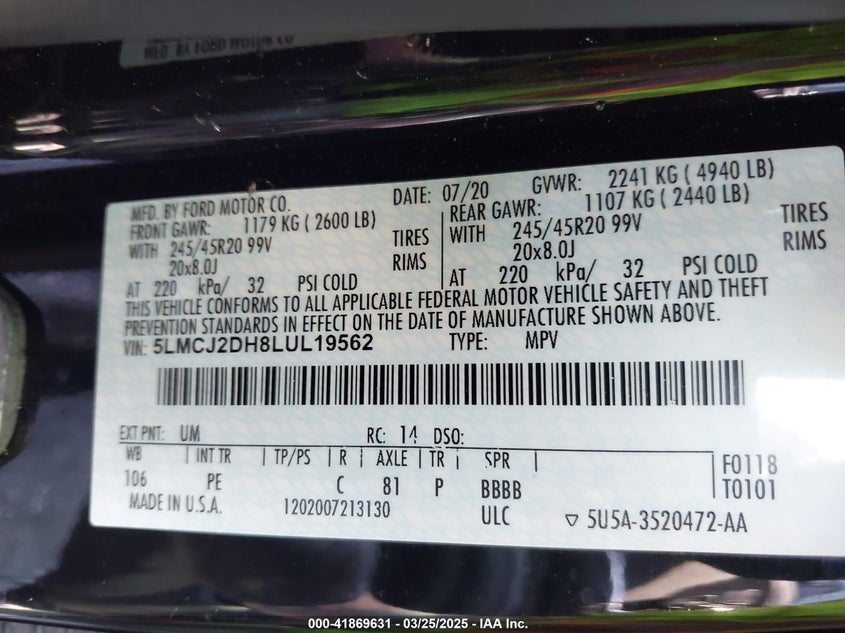 MFD. BY FORD MOTOR CO. DATE: 07/20 GVWR: 2241 KG ( 4940 LB)
FRONT GAWR: 1179 KG ( 2600 LB) REAR GAWR: 1107 KG ( 2440 LB)
WITH 245/45R20 99V TIRES WITH 245/45R20 99V TIRES
20x8.0J RIMS 20x8.0J RIMS
AT 220 kPa/ 32 PSI COLD AT 220 kPa/ 32 PSI COLD
THIS VEHICLE CONFORMS TO ALL APPLICABLE FEDERAL MOTOR VEHICLE SAFETY AND THEFT
PREVENTION STANDARDS IN EFFECT ON THE DATE OF MANUFACTURE SHOWN ABOVE.
VIN: 5LMCJ2DH8LUL19562 TYPE: MPV
EXT PNT: UM RC: 14 DSO:
WB | INT TR | TP/PS | R | AXLE | TR | SPR | F0118
106 PE C 81 P BBBB T0101
MADE IN U.S.A. 1202007213130 ULC ▽ 5U5A-3520472-AA
000-41869631 - 03/25/2025 - IAA Inc.